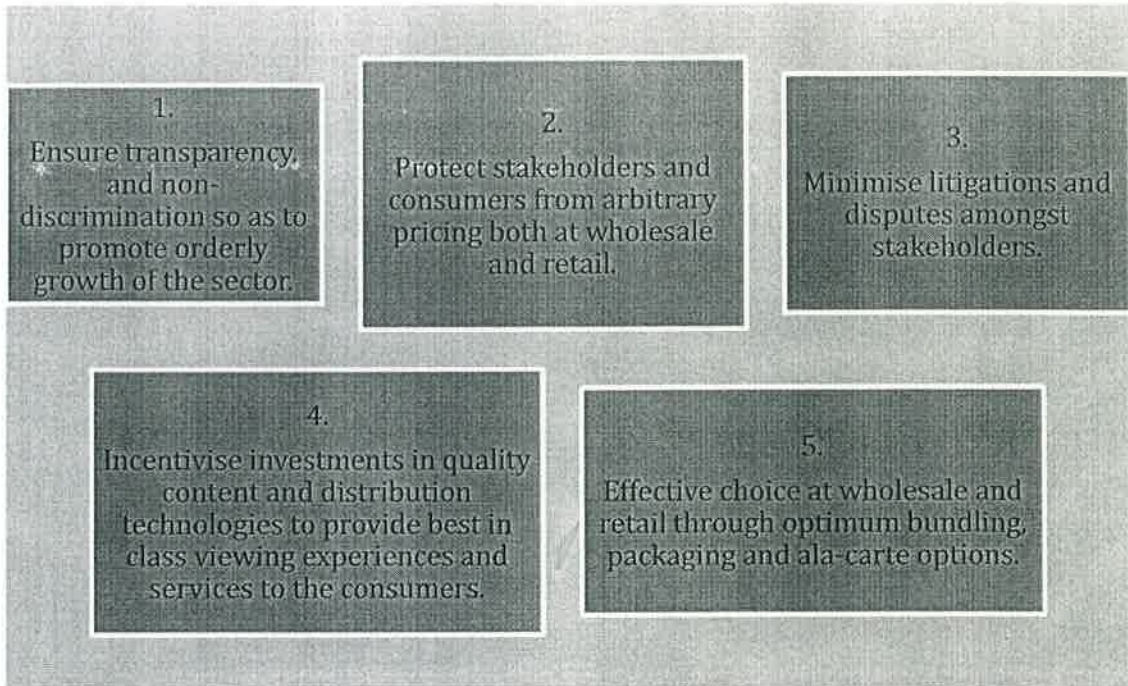 1.
Ensure transparency,
and non-
discrimination so as to
promote orderly
growth of the sector.
2.
Protect stakeholders and
consumers from arbitrary
pricing both at wholesale
and retail.
3.
Minimise litigations and
disputes amongst
stakeholders.
4.
Incentivise investments in quality
content and distribution
technologies to provide best in
class viewing experiences and
services to the consumers.
5.
Effective choice at wholesale and
retail through optimum bundling,
packaging and ala-carte options.